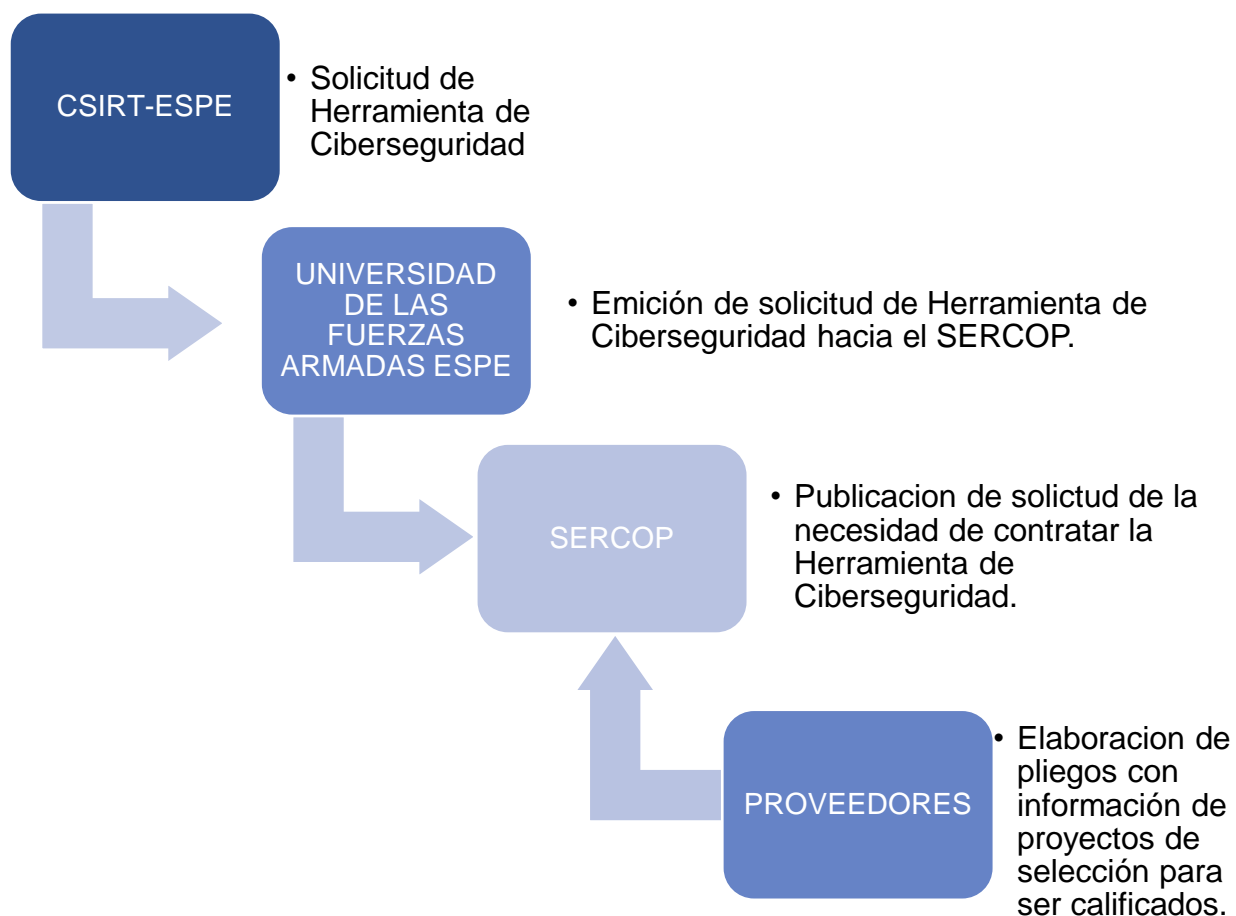 CSIRT-ESPE
• Solicitud de
Herramienta de
Ciberseguridad
UNIVERSIDAD
DE LAS
FUERZAS
ARMADAS ESPE
• Emición de solicitud de Herramienta de
Ciberseguridad hacia el SERCOP.
SERCOP
• Publicacion de solictud de la
necesidad de contratar la
Herramienta de
Ciberseguridad.
PROVEEDORES
• Elaboracion de
pliegos con
información de
proyectos de
selección para
ser calificados.